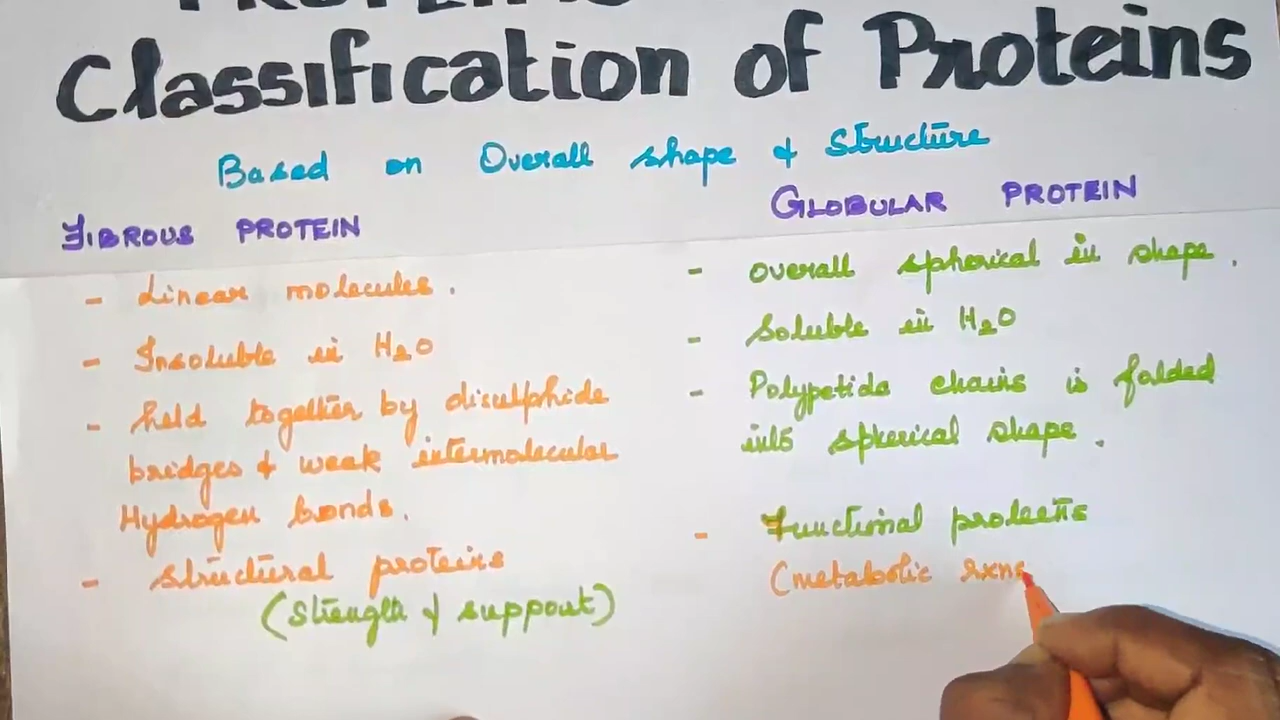 PROTEINS
Classification of Proteins
Based on Overall shape & Structure
FIBROUS PROTEIN
- Linear molecules.
- Insoluble in H2O
- held together by disulphide
bridges & weak intermolecular
Hydrogen bonds.
- Structural proteins
(Strength & support)
GLOBULAR PROTEIN
- overall spherical in shape.
- Soluble in H2O
- Polypetide chains is folded
into spherical shape.
- Functional proteins
(metabolic rxns